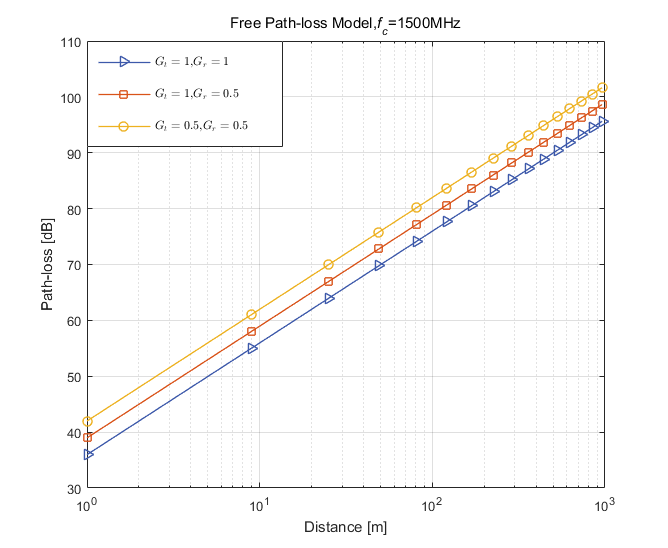 Free Path-loss Model,f_c=1500MHz
G_t = 1,G_r = 1
G_t = 1,G_r = 0.5
G_t = 0.5,G_r = 0.5
110
100
90
80
70
60
50
40
30
Path-loss [dB]
10^0 10^1 10^2 10^3
Distance [m]